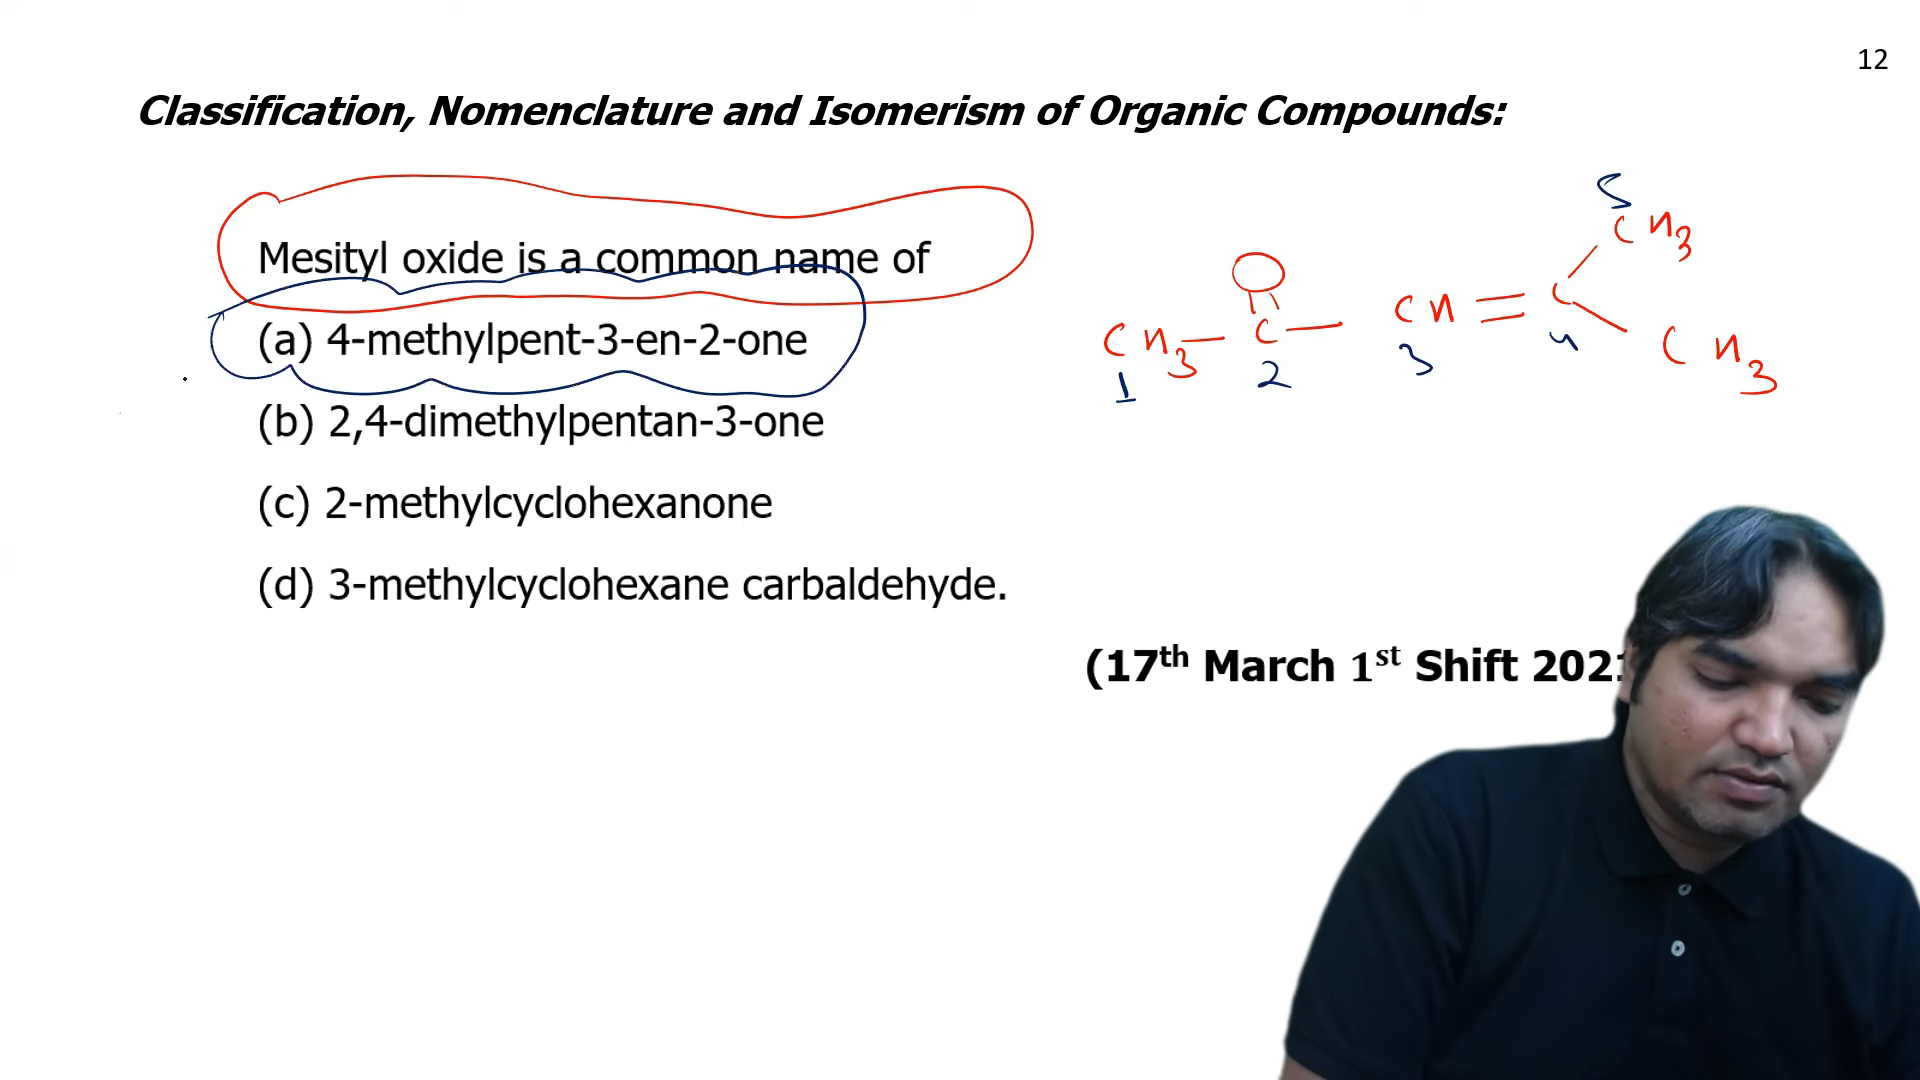 12
Classification, Nomenclature and Isomerism of Organic Compounds:
Mesityl oxide is a common name of
(a) 4-methylpent-3-en-2-one
(b) 2,4-dimethylpentan-3-one
(c) 2-methylcyclohexanone
(d) 3-methylcyclohexane carbaldehyde.
(17th March 1st Shift 202
5
CH3
O
CH3 — C — CH = C
CH3
1 2 3 4